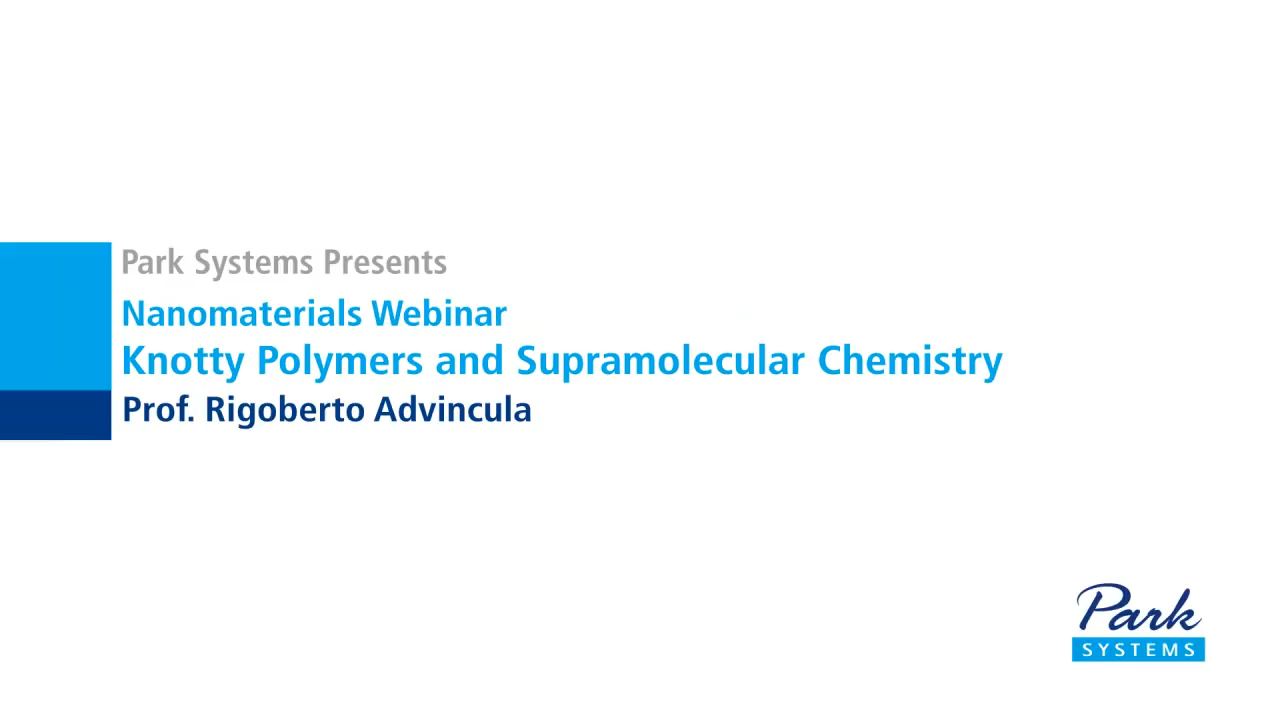 Park Systems Presents
Nanomaterials Webinar
Knotty Polymers and Supramolecular Chemistry
Prof. Rigoberto Advincula
Park
SYSTEMS